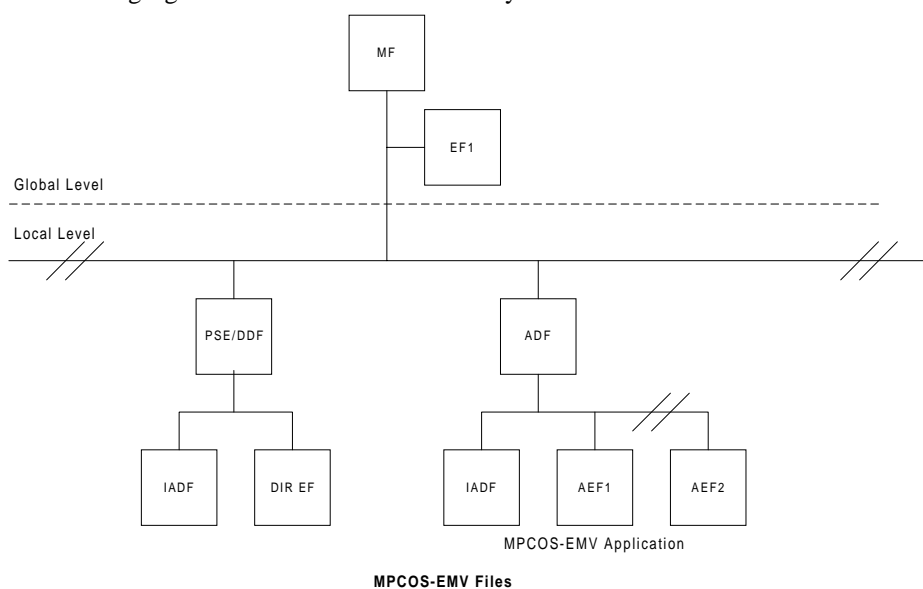 MF
EF1
Global Level
Local Level
PSE/DDF
ADF
IADF
DIR EF
IADF
AEF1
AEF2
MPCOS-EMV Application
MPCOS-EMV Files